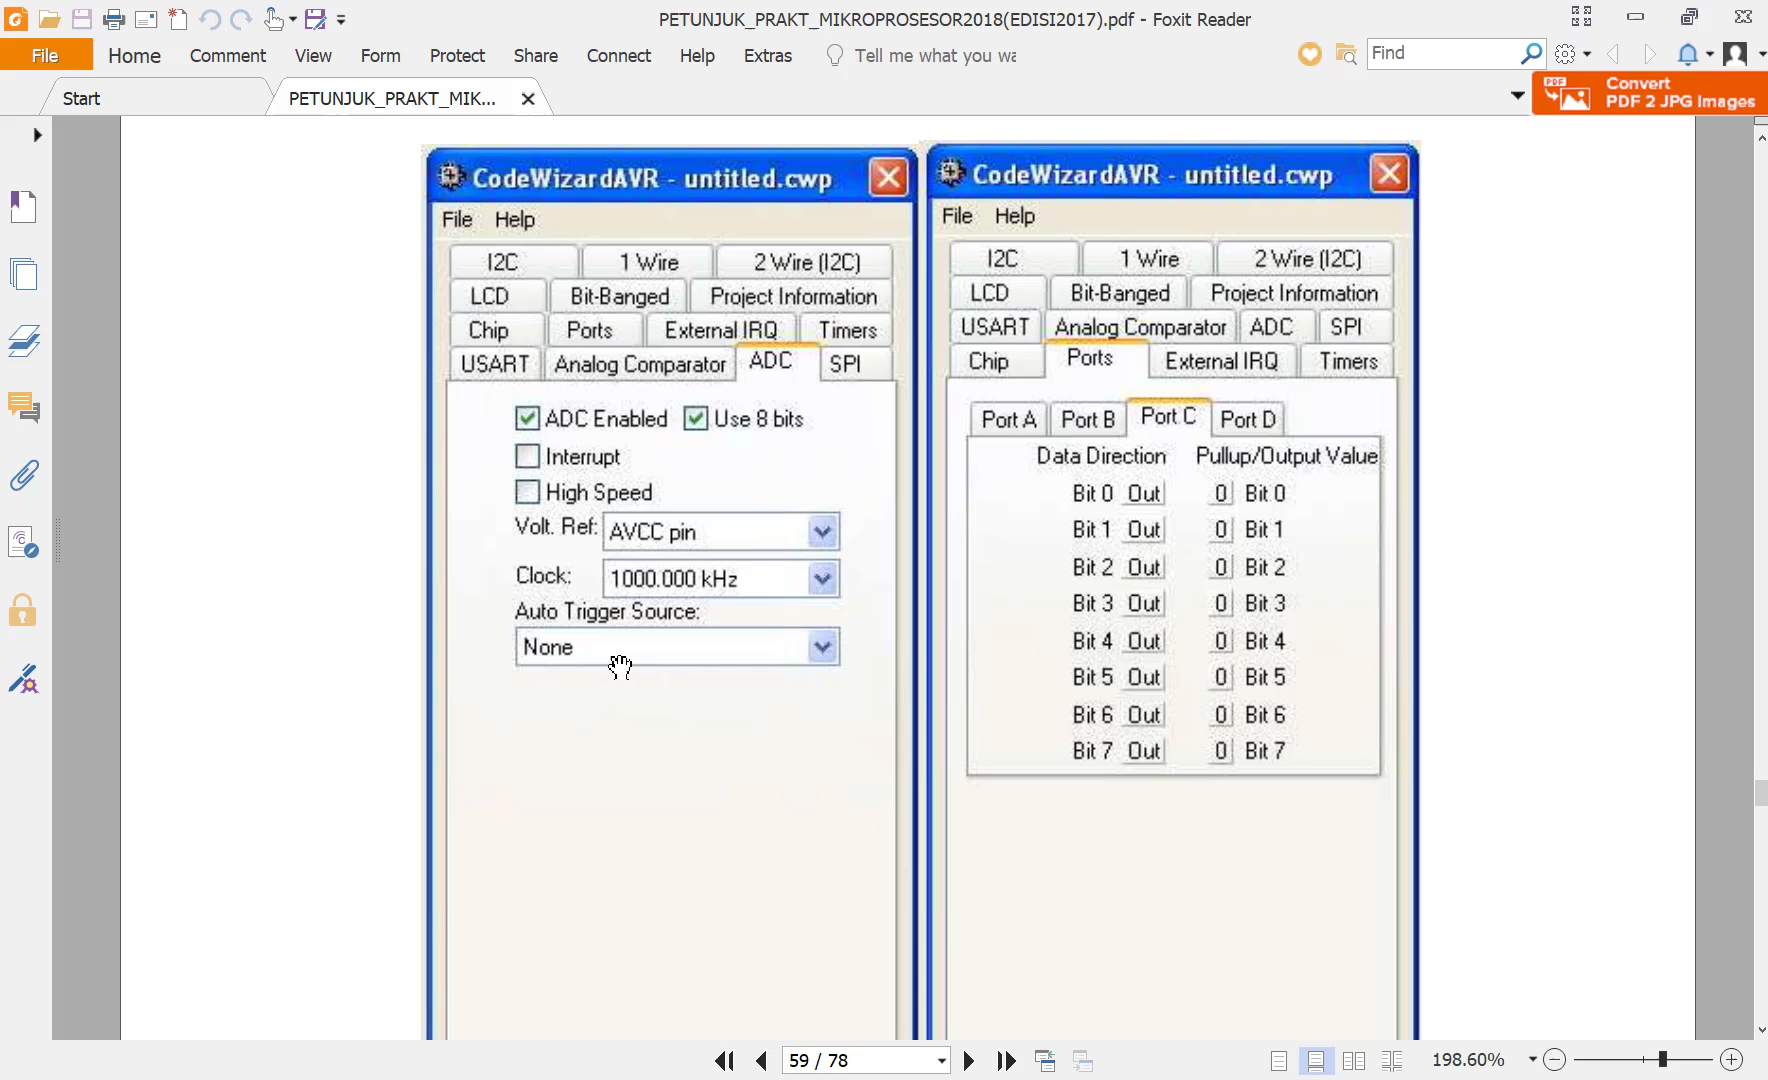 PETUNJUK_PRAKT_MIKROPROSESOR2018(EDISI2017).pdf - Foxit Reader
File Home Comment View Form Protect Share Connect Help Extras Tell me what you wa Find
Start PETUNJUK_PRAKT_MIK... Convert
PDF PDF 2 JPG Images
CodeWizardAVR - untitled.cwp
File Help
I2C 1 Wire 2 Wire (I2C)
LCD Bit-Banged Project Information
Chip Ports External IRQ Timers
USART Analog Comparator ADC SPI
ADC Enabled Use 8 bits
Interrupt
High Speed
Volt. Ref: AVCC pin
Clock: 1000.000 kHz
Auto Trigger Source:
None
CodeWizardAVR - untitled.cwp
File Help
I2C 1 Wire 2 Wire (I2C)
LCD Bit-Banged Project Information
USART Analog Comparator ADC SPI
Chip Ports External IRQ Timers
Port A Port B Port C Port D
Data Direction Pullup/Output Value
Bit 0 Out 0 Bit 0
Bit 1 Out 0 Bit 1
Bit 2 Out 0 Bit 2
Bit 3 Out 0 Bit 3
Bit 4 Out 0 Bit 4
Bit 5 Out 0 Bit 5
Bit 6 Out 0 Bit 6
Bit 7 Out 0 Bit 7
59 / 78 198.60%